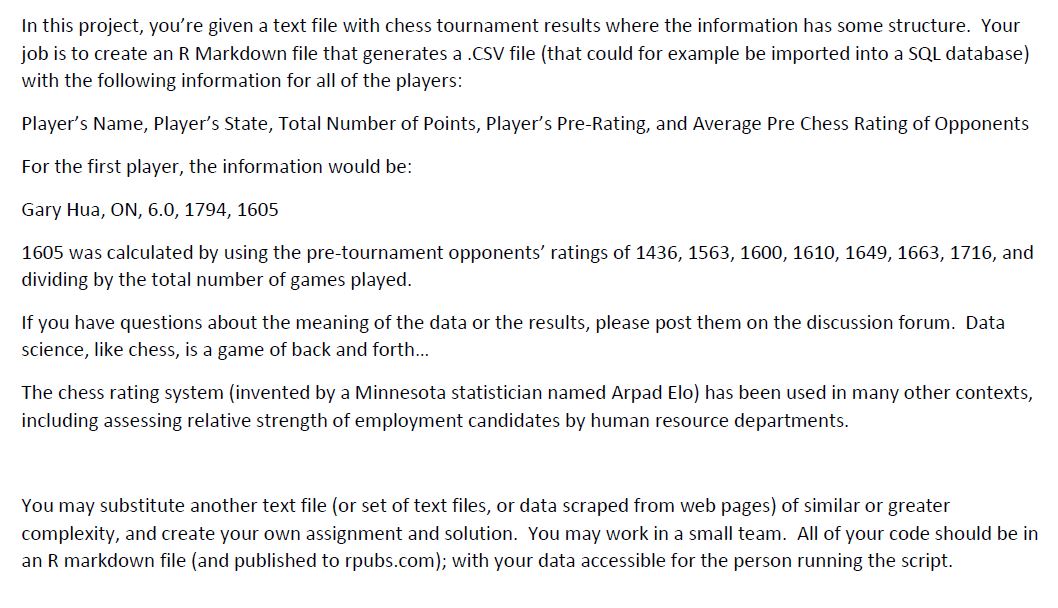 In this project, you’re given a text file with chess tournament results where the information has some structure.  Your
job is to create an R Markdown file that generates a .CSV file (that could for example be imported into a SQL database)
with the following information for all of the players:
Player’s Name, Player’s State, Total Number of Points, Player’s Pre-Rating, and Average Pre Chess Rating of Opponents
For the first player, the information would be:
Gary Hua, ON, 6.0, 1794, 1605
1605 was calculated by using the pre-tournament opponents’ ratings of 1436, 1563, 1600, 1610, 1649, 1663, 1716, and
dividing by the total number of games played.
If you have questions about the meaning of the data or the results, please post them on the discussion forum.  Data
science, like chess, is a game of back and forth…
The chess rating system (invented by a Minnesota statistician named Arpad Elo) has been used in many other contexts,
including assessing relative strength of employment candidates by human resource departments.
You may substitute another text file (or set of text files, or data scraped from web pages) of similar or greater
complexity, and create your own assignment and solution.  You may work in a small team.  All of your code should be in
an R markdown file (and published to rpubs.com); with your data accessible for the person running the script.